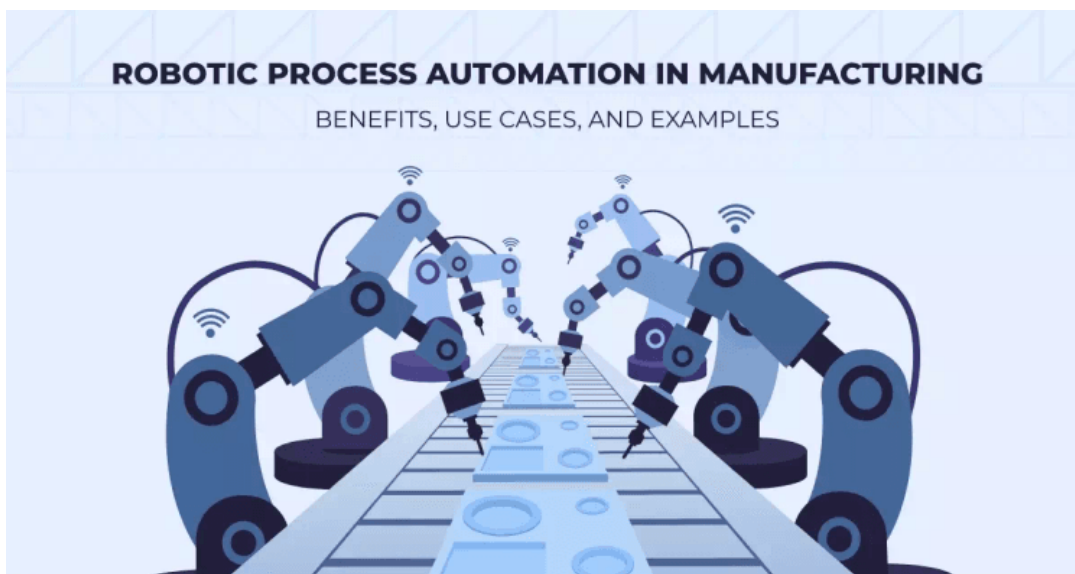 ROBOTIC PROCESS AUTOMATION IN MANUFACTURING
BENEFITS, USE CASES, AND EXAMPLES